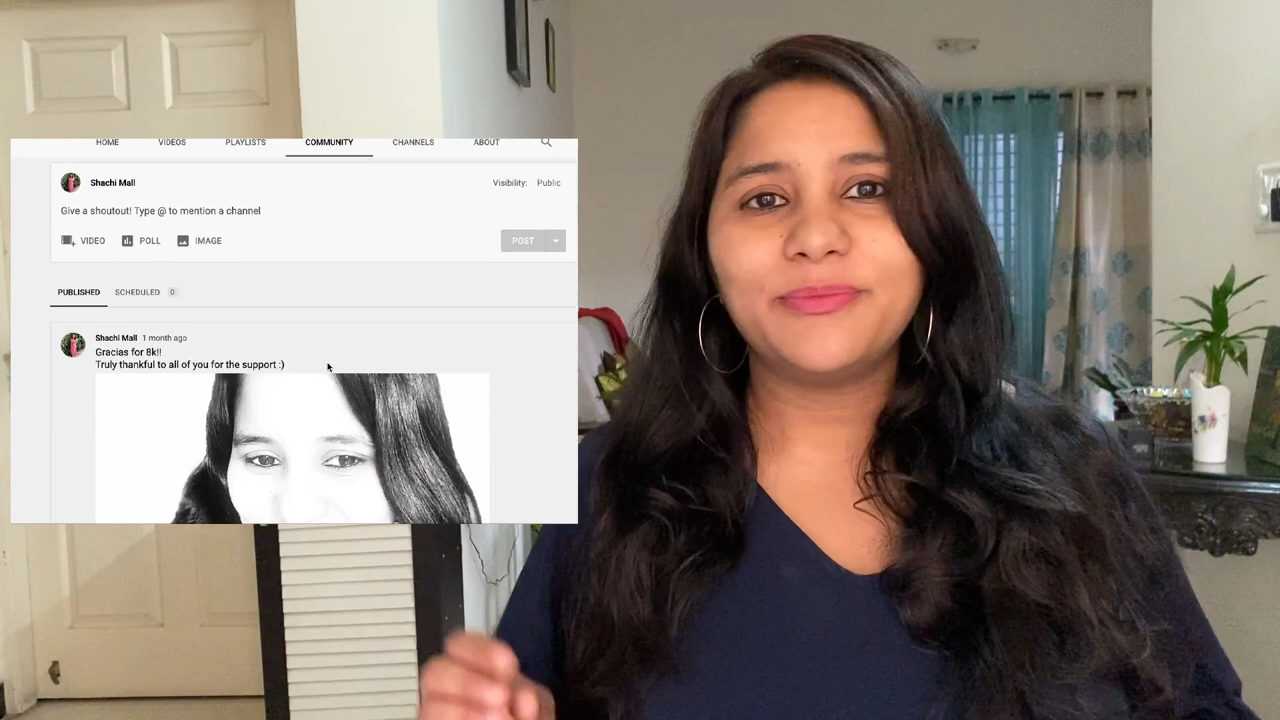 HOME VIDEOS PLAYLISTS COMMUNITY CHANNELS ABOUT
Shachi Mall Visibility: Public
Give a shoutout! Type @ to mention a channel
VIDEO POLL IMAGE POST
PUBLISHED SCHEDULED 0
Shachi Mall 1 month ago
Gracias for 8k!!
Truly thankful to all of you for the support :)